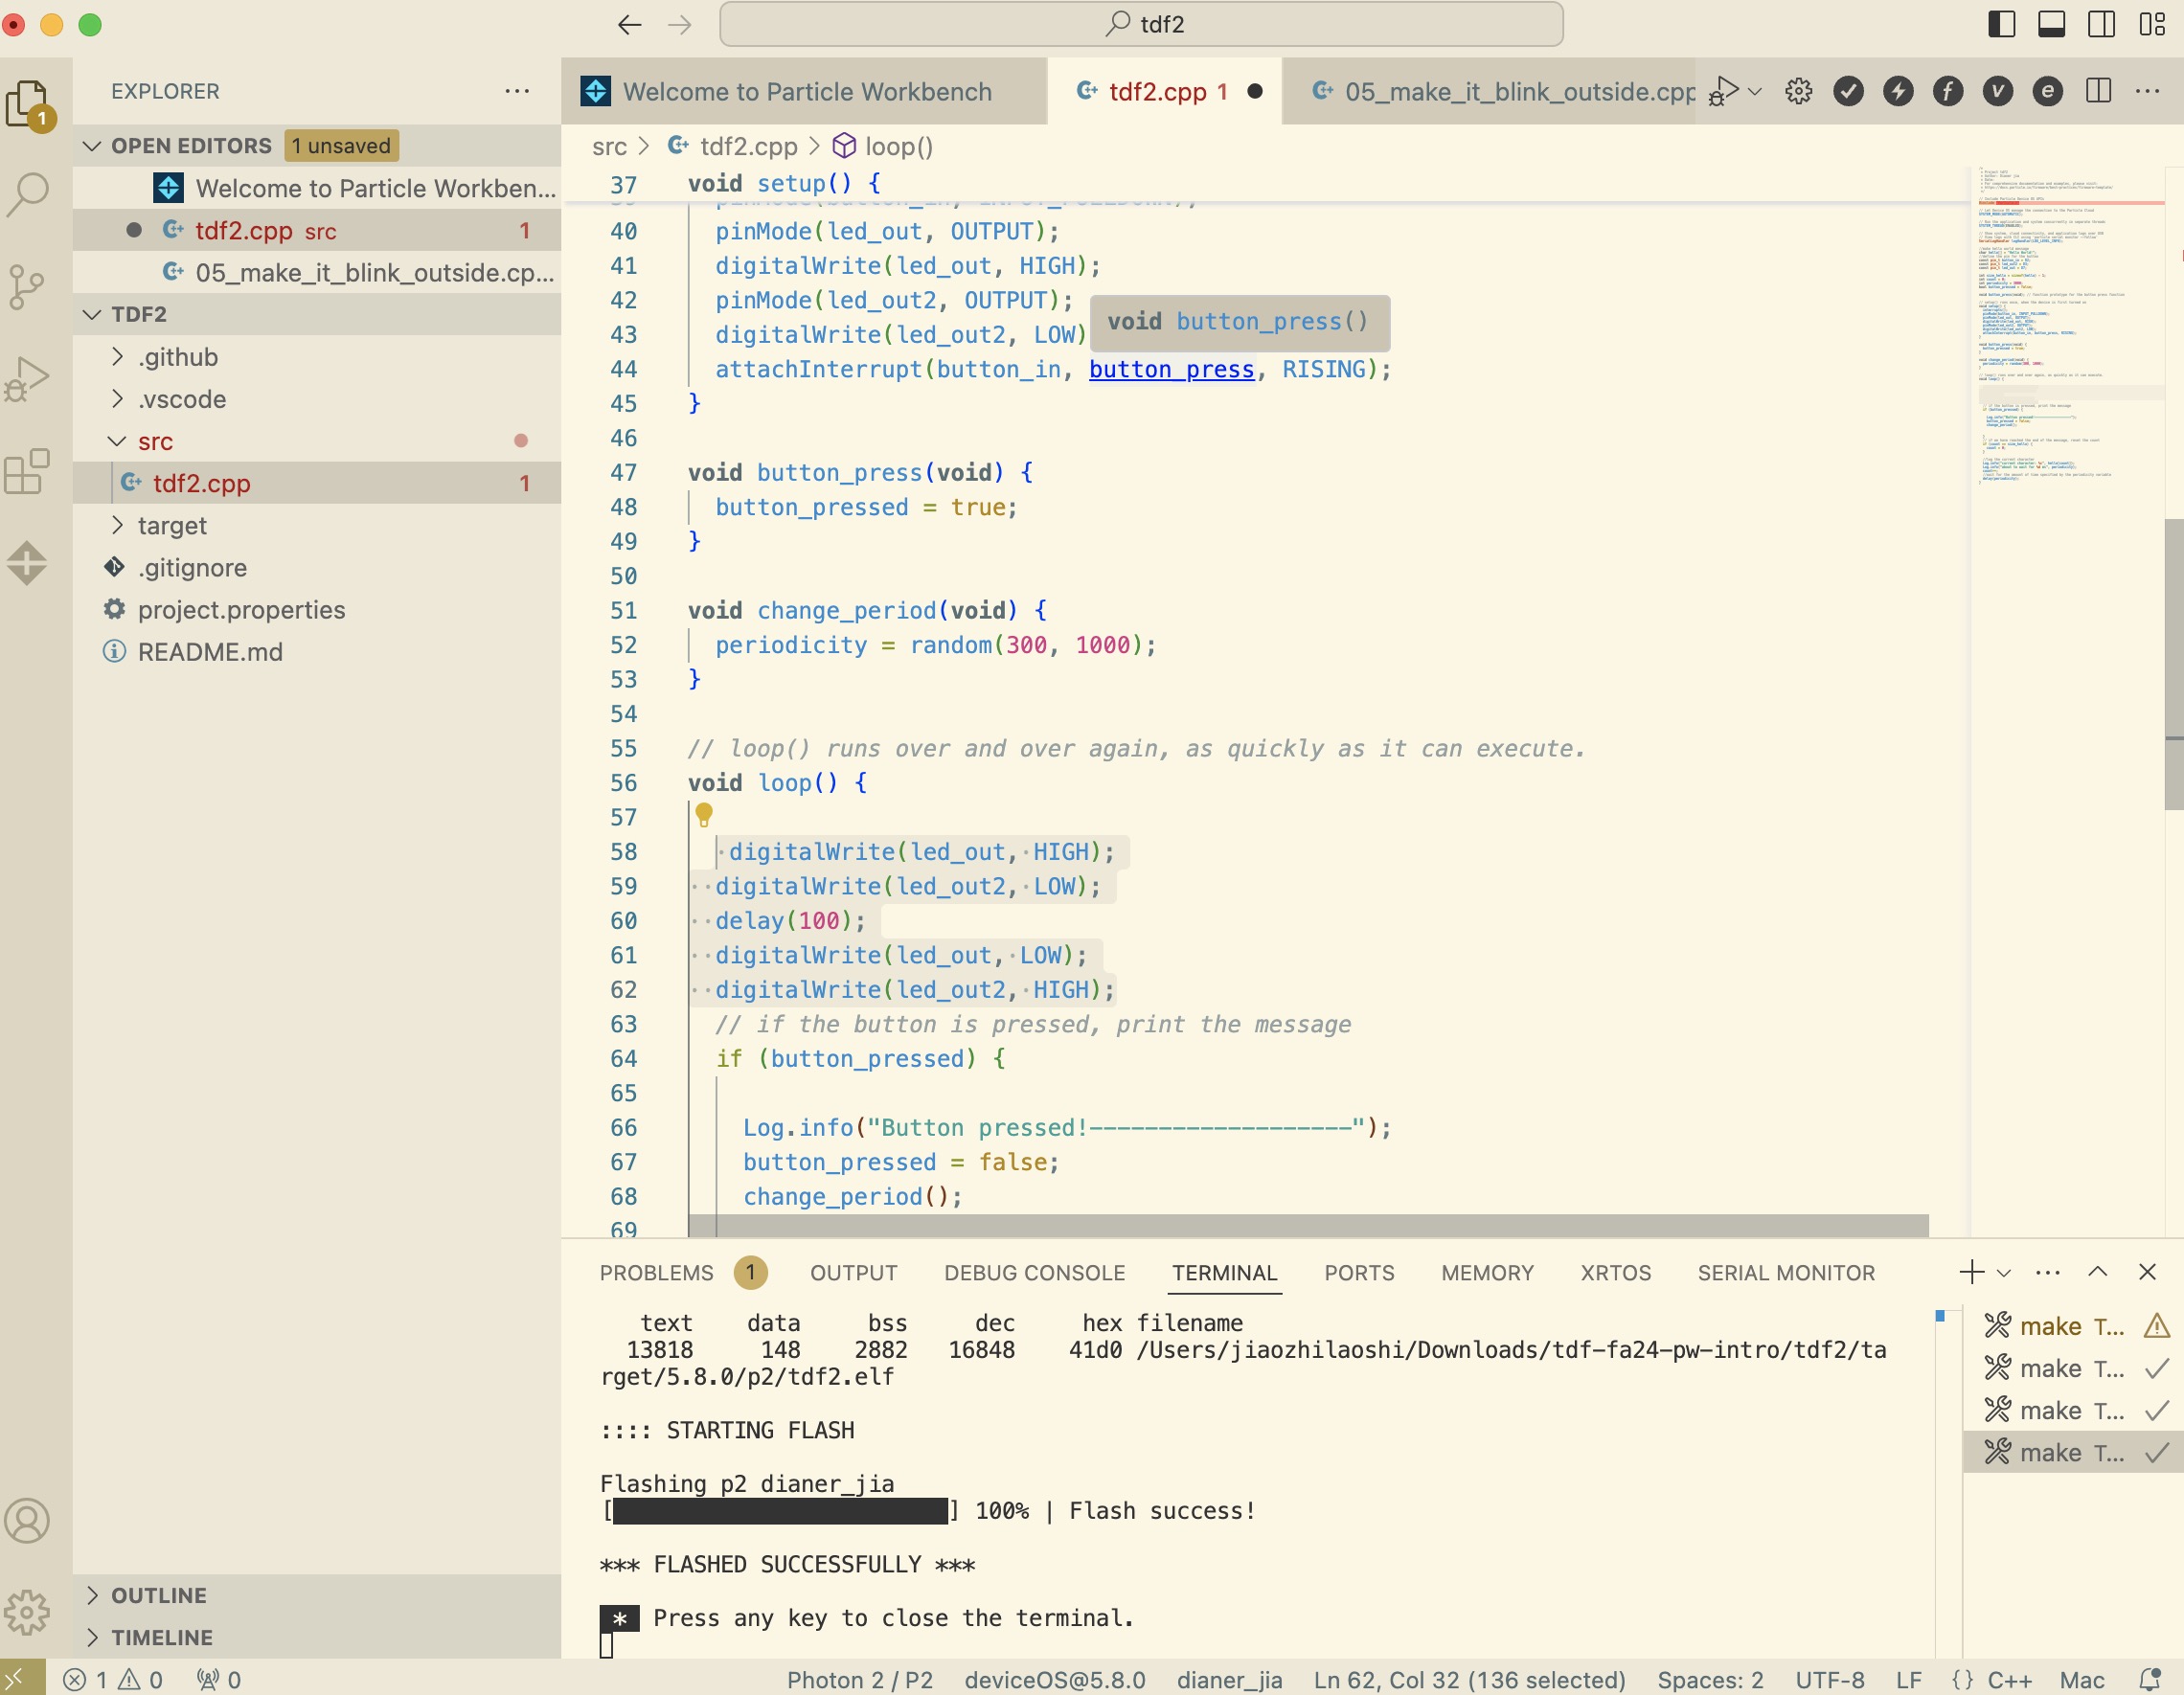 tdf2
EXPLORER
Welcome to Particle Workbench
tdf2.cpp 1
05_make_it_blink_outside.cpp
1
OPEN EDITORS 1 unsaved
Welcome to Particle Workben...
tdf2.cpp src 1
05_make_it_blink_outside.cp...
TDF2
.github
.vscode
src
tdf2.cpp 1
target
.gitignore
project.properties
README.md
OUTLINE
TIMELINE
src > tdf2.cpp > loop()
37 void setup() {
40 pinMode(led_out, OUTPUT);
41 digitalWrite(led_out, HIGH);
42 pinMode(led_out2, OUTPUT);
43 digitalWrite(led_out2, LOW)
void button_press()
44 attachInterrupt(button_in, button_press, RISING);
45 }
46
47 void button_press(void) {
48 button_pressed = true;
49 }
50
51 void change_period(void) {
52 periodicity = random(300, 1000);
53 }
54
55 // loop() runs over and over again, as quickly as it can execute.
56 void loop() {
57
58 digitalWrite(led_out, HIGH);
59 digitalWrite(led_out2, LOW);
60 delay(100);
61 digitalWrite(led_out, LOW);
62 digitalWrite(led_out2, HIGH);
63 // if the button is pressed, print the message
64 if (button_pressed) {
65
66 Log.info("Button pressed!-------------------");
67 button_pressed = false;
68 change_period();
69
PROBLEMS 1 OUTPUT DEBUG CONSOLE TERMINAL PORTS MEMORY XRTOS SERIAL MONITOR
text data bss dec hex filename
13818 148 2882 16848 41d0 /Users/jiaozhilaoshi/Downloads/tdf-fa24-pw-intro/tdf2/ta
rget/5.8.0/p2/tdf2.elf
:::: STARTING FLASH
Flashing p2 dianer_jia
[ ] 100% | Flash success!
*** FLASHED SUCCESSFULLY ***
* Press any key to close the terminal.
make T...
make T...
make T...
make T...
1 0 0 Photon 2 / P2 deviceOS@5.8.0 dianer_jia Ln 62, Col 32 (136 selected) Spaces: 2 UTF-8 LF {} C++ Mac